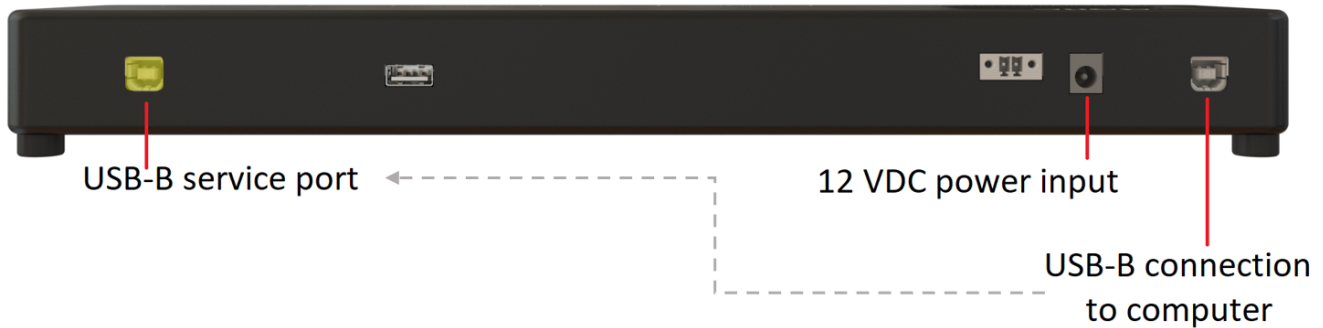 USB-B service port
12 VDC power input
USB-B connection
to computer